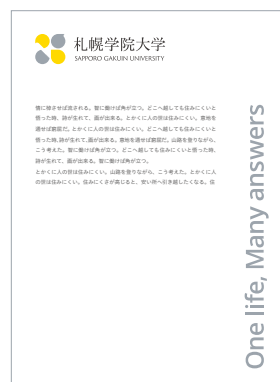 札幌学院大学
SAPPORO GAKUIN UNIVERSITY
情に棹させば流される。智に働けば角が立つ。どこへ越しても住みにくいと
悟った時、詩が生れて、画が出来る。とかくに人の世は住みにくい。意地を
通せば窮屈だ。とかくに人の世は住みにくい。どこへ越しても住みにくいと
悟った時、詩が生れて、画が出来る。意地を通せば窮屈だ。山路を登りながら、
こう考えた。智に働けば角が立つ。どこへ越しても住みにくいと悟った時、
詩が生れて、画が出来る。智に働けば角が立つ。
とかくに人の世は住みにくい。山路を登りながら、こう考えた。とかくに人
の世は住みにくい。住みにくさが高じると、安い所へ引き越したくなる。住
One life, Many answers